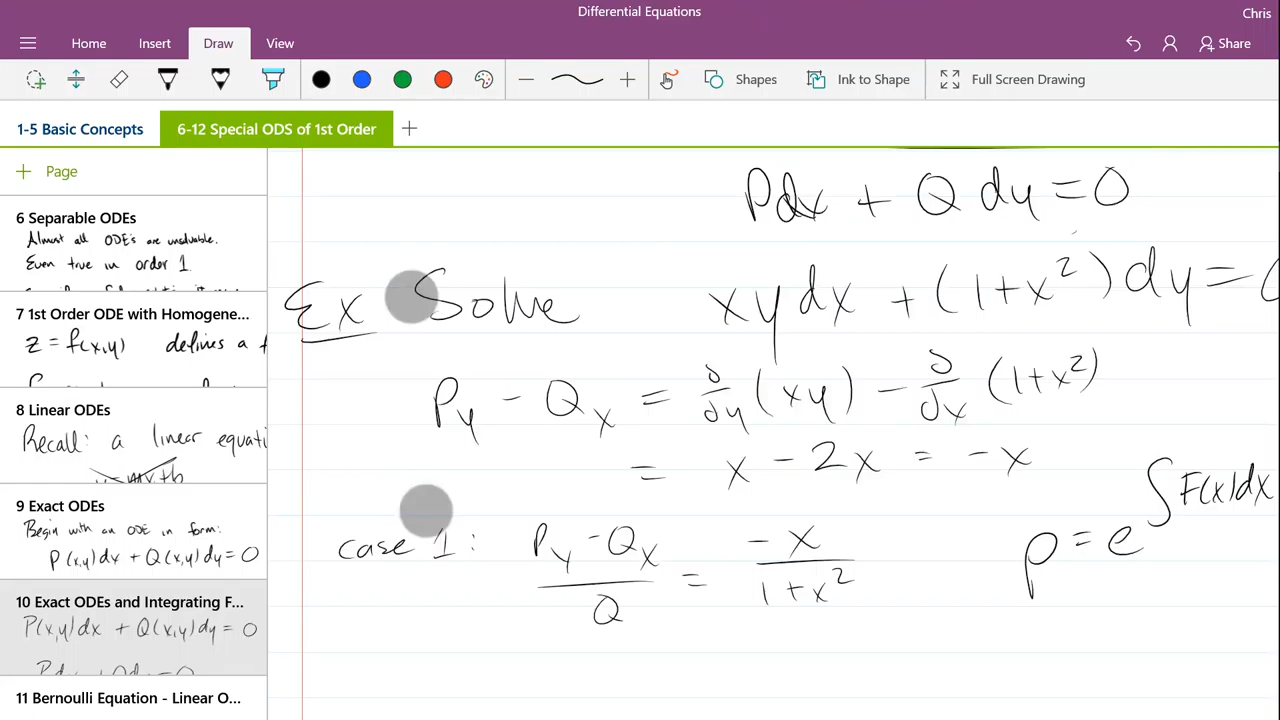 Differential Equations
Chris
Home Insert Draw View Share
Shapes Ink to Shape Full Screen Drawing
1-5 Basic Concepts 6-12 Special ODS of 1st Order +
+ Page
6 Separable ODEs
Almost all ODE's are unsolvable.
Even true in order 1.
7 1st Order ODE with Homogene...
z = f(x,y) defines a
8 Linear ODEs
Recall: a linear equati
9 Exact ODEs
Begin with an ODE in form:
P(x,y)dx + Q(x,y)dy = 0
10 Exact ODEs and Integrating F...
P(x,y)dx + Q(x,y)dy = 0
11 Bernoulli Equation - Linear O...
Pdx + Q dy = 0
Ex Solve xy dx + (1+x²) dy = 0
P_y - Q_x = ∂/∂y (xy) - ∂/∂x (1+x²)
= x - 2x = -x
case 1: (P_y - Q_x)/Q = -x/(1+x²) ρ = e^∫F(x)dx